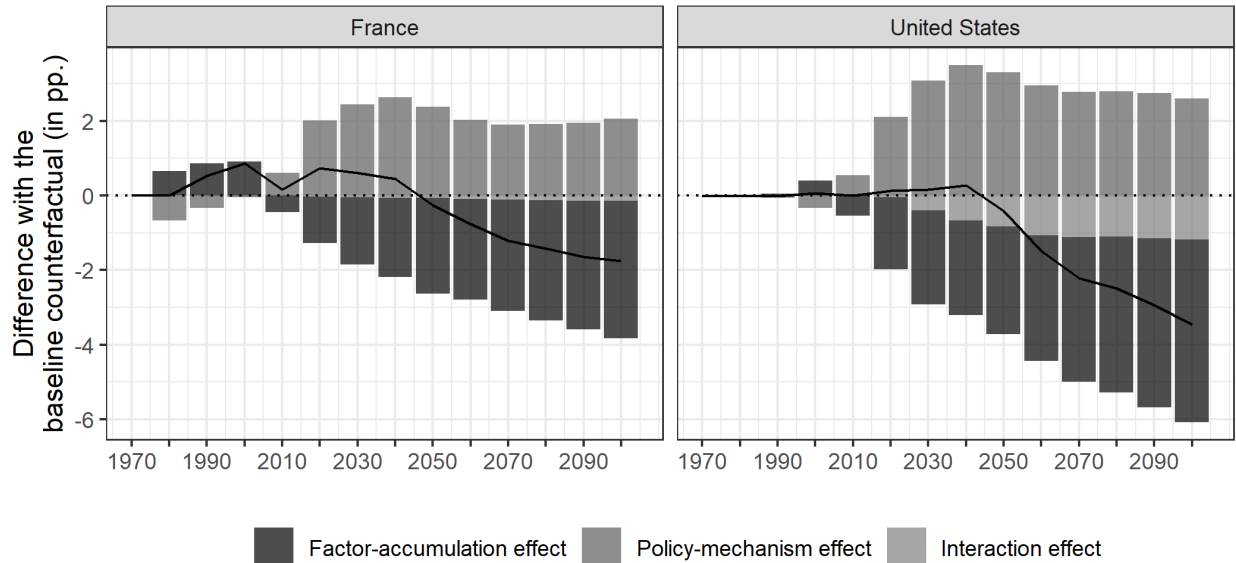 France
United States
Difference with the
baseline counterfactual (in pp.)
2
0
-2
-4
-6
1970 1990 2010 2030 2050 2070 2090
1970 1990 2010 2030 2050 2070 2090
Factor-accumulation effect Policy-mechanism effect Interaction effect